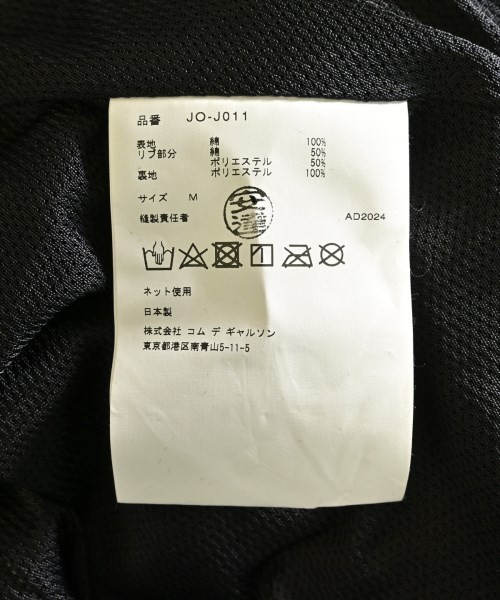 品番 JO-J011
表地 綿 100%
リブ部分 綿 50%
ポリエステル 50%
裏地 ポリエステル 100%
サイズ M
縫製責任者 安達 AD2024
ネット使用
日本製
株式会社 コム デ ギャルソン
東京都港区南青山5-11-5